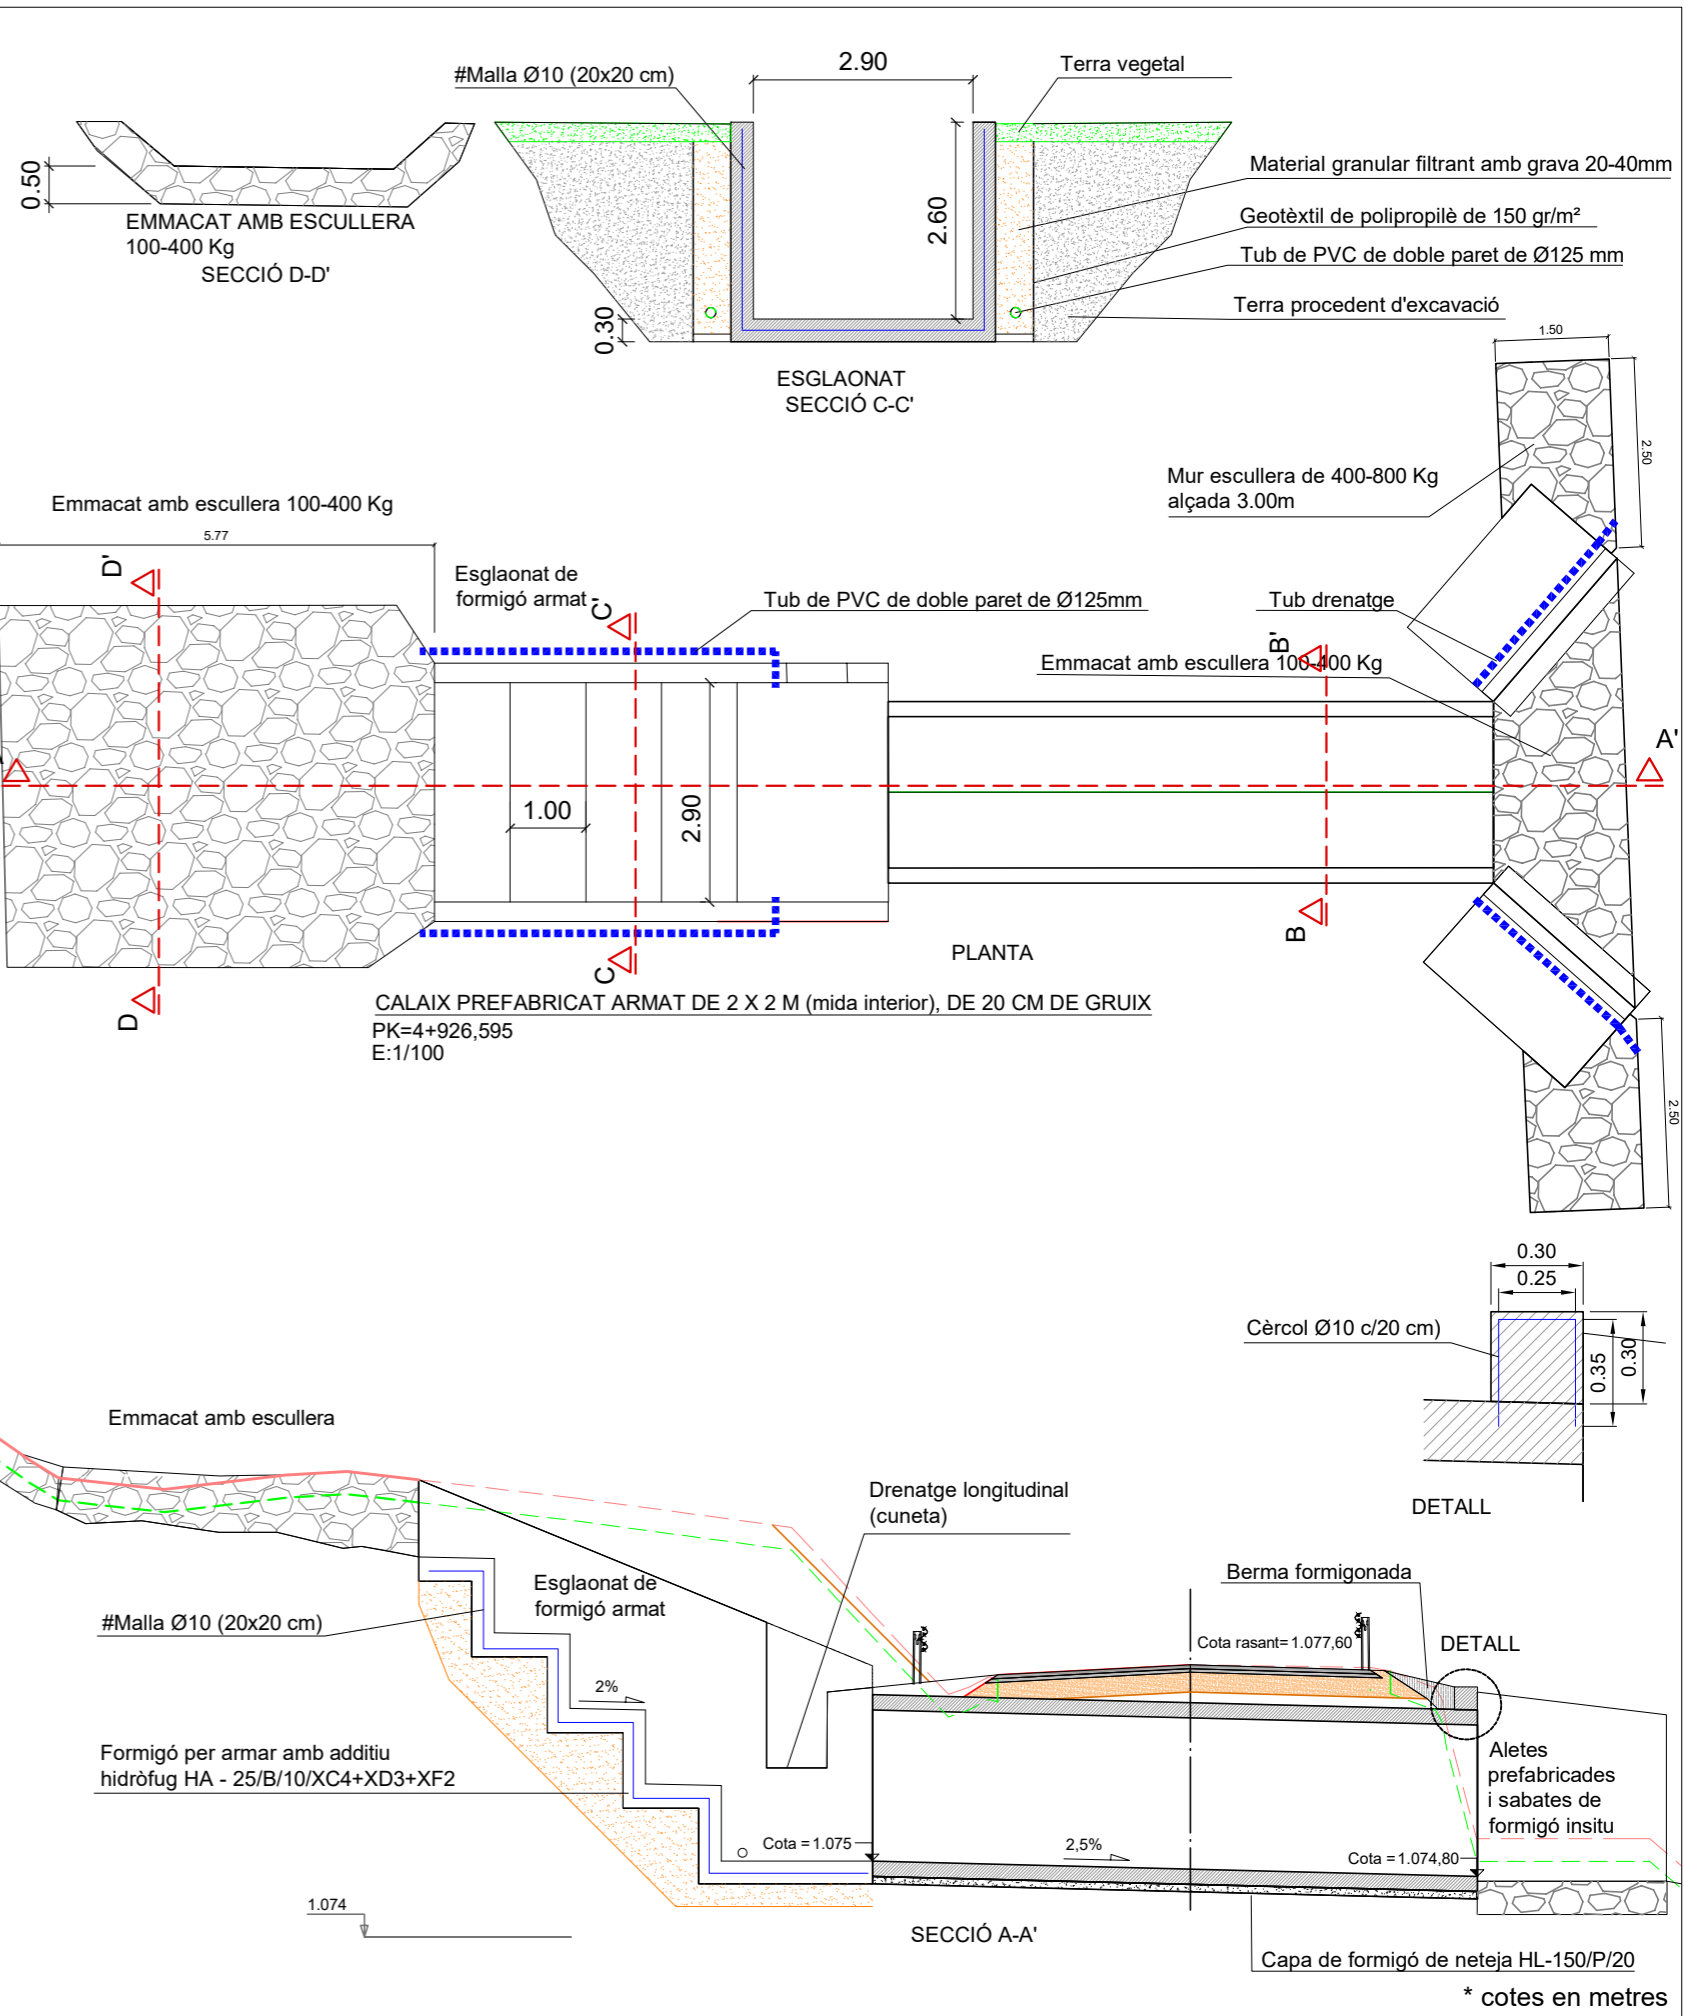 #Malla Ø10 (20x20 cm)
2.90
Terra vegetal
0.50
EMMACAT AMB ESCULLERA
100-400 Kg
SECCIÓ D-D'
2.60
0.30
Material granular filtrant amb grava 20-40mm
Geotèxtil de polipropilè de 150 gr/m²
Tub de PVC de doble paret de Ø125 mm
Terra procedent d'excavació
ESGLAONAT
SECCIÓ C-C'
1.50
2.50
Mur escullera de 400-800 Kg
alçada 3.00m
Emmacat amb escullera 100-400 Kg
5.77
D'
Esglaonat de
formigó armat
C'
Tub de PVC de doble paret de Ø125mm
Tub drenatge
B'
Emmacat amb escullera 100-400 Kg
A'
1.00
2.90
B
C
D
PLANTA
CALAIX PREFABRICAT ARMAT DE 2 X 2 M (mida interior), DE 20 CM DE GRUIX
PK=4+926,595
E:1/100
2.50
0.30
0.25
Cèrcol Ø10 c/20 cm)
0.35
0.30
DETALL
Emmacat amb escullera
Drenatge longitudinal
(cuneta)
Esglaonat de
formigó armat
#Malla Ø10 (20x20 cm)
Berma formigonada
Cota rasant= 1.077,60
DETALL
2%
Formigó per armar amb additiu
hidròfug HA - 25/B/10/XC4+XD3+XF2
Aletes
prefabricades
i sabates de
formigó insitu
Cota = 1.075
2,5%
Cota = 1.074,80
1.074
SECCIÓ A-A'
Capa de formigó de neteja HL-150/P/20
* cotes en metres